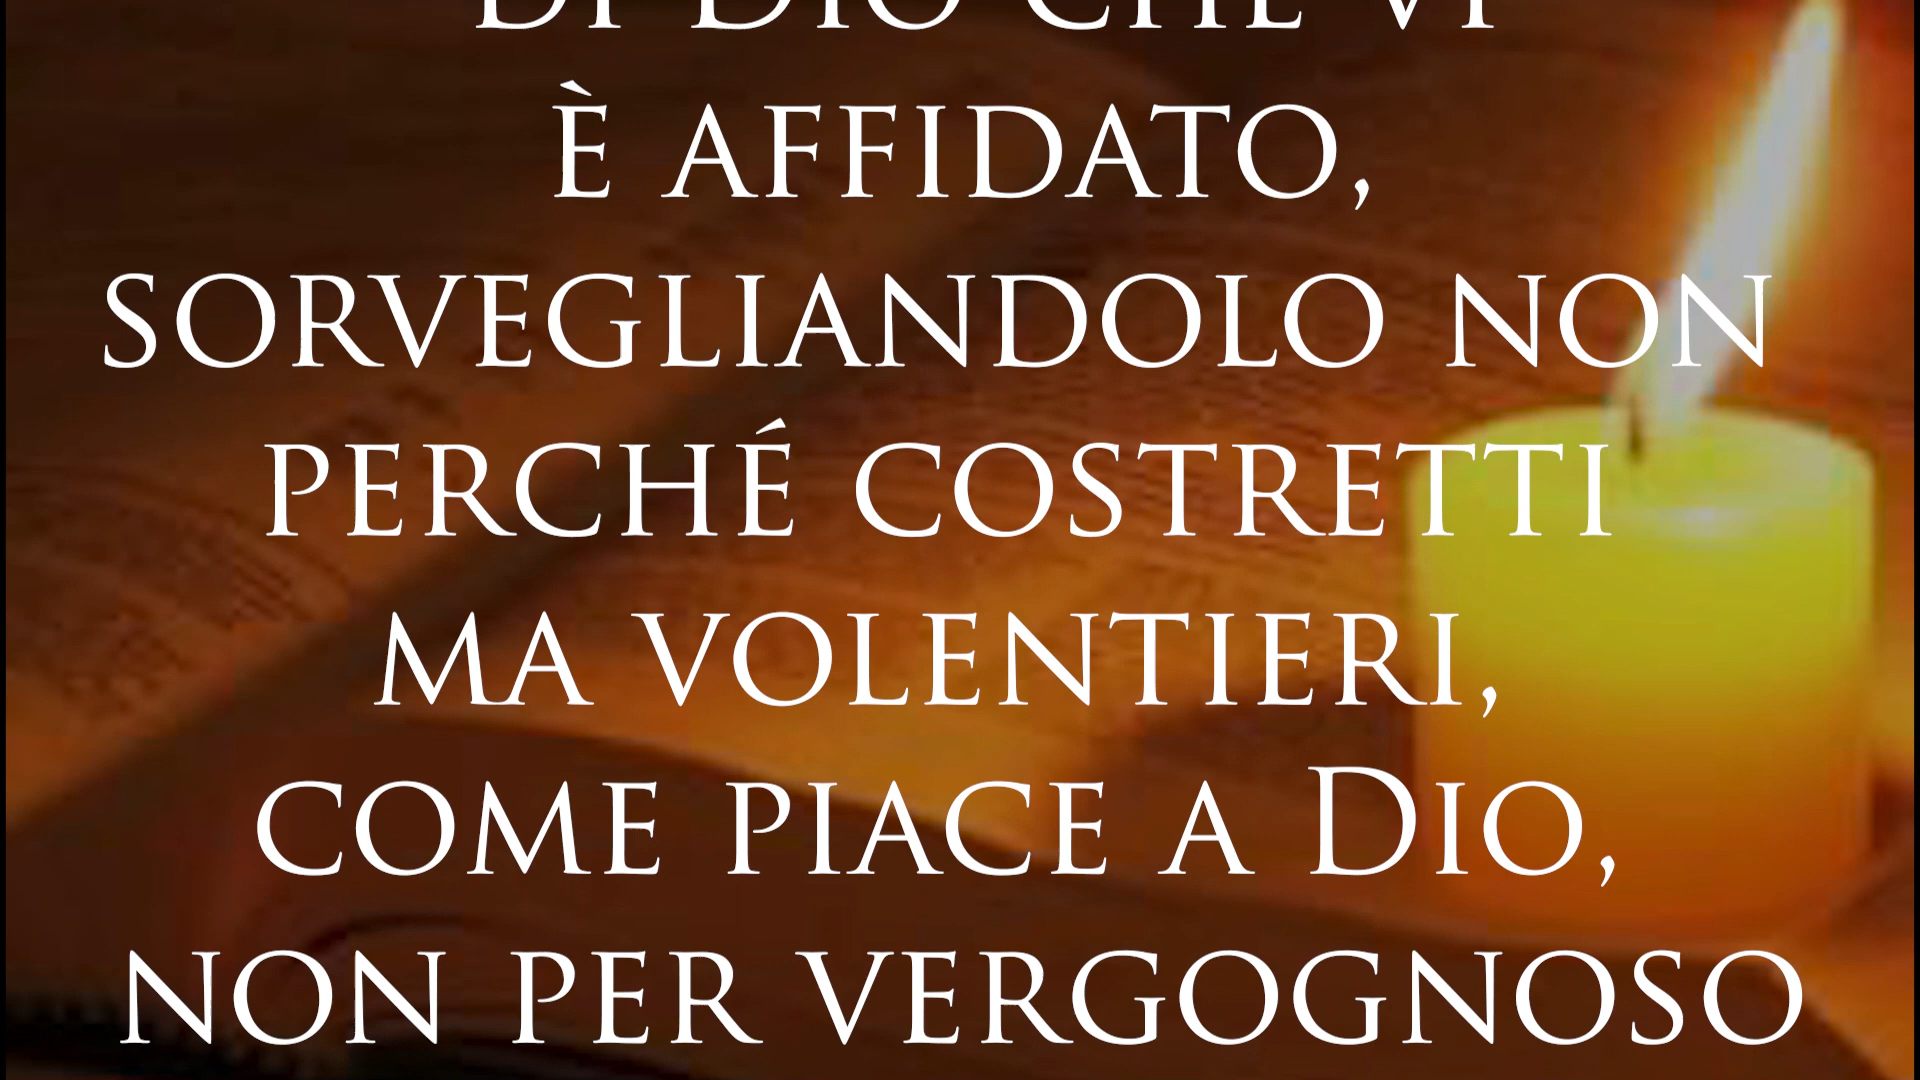 di Dio che vi
è affidato,
sorvegliandolo non
perché costretti
ma volentieri,
come piace a Dio,
non per vergognoso